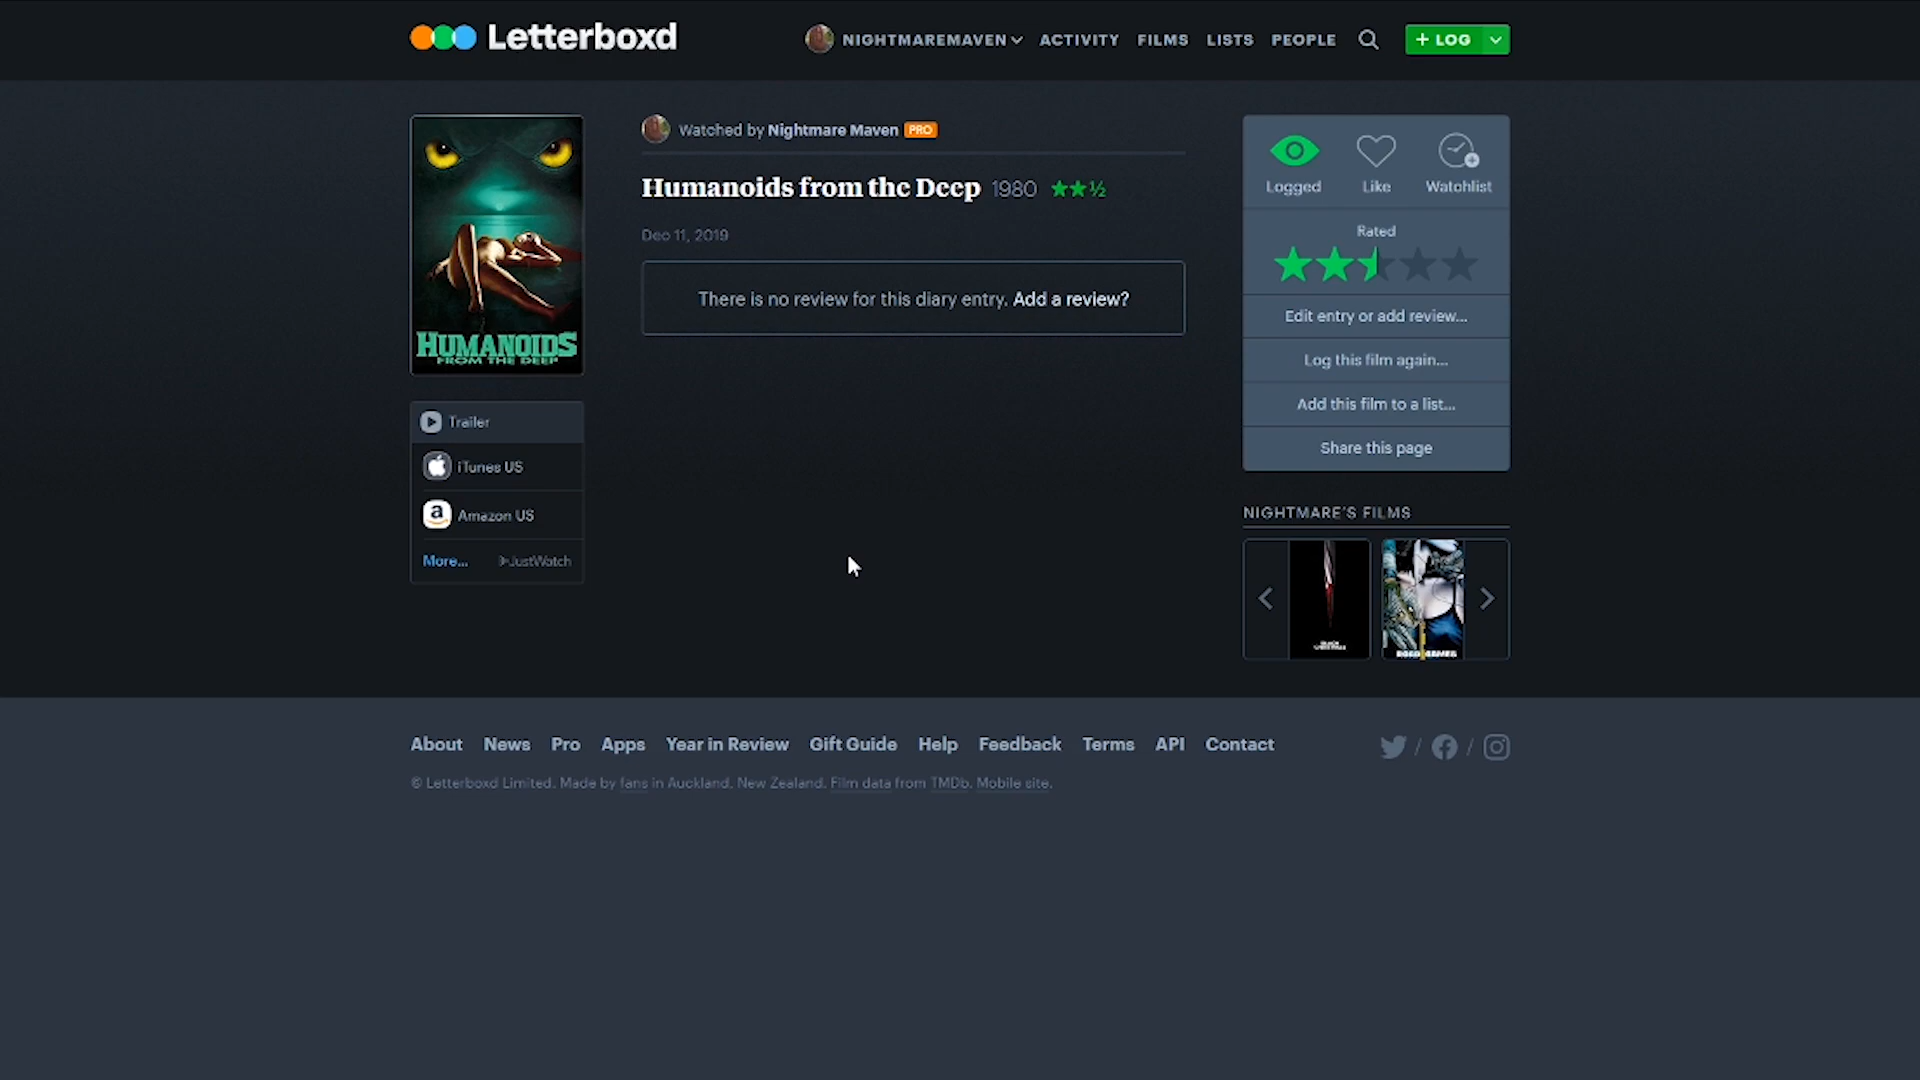 Letterboxd
NIGHTMAREMAVEN ACTIVITY FILMS LISTS PEOPLE + LOG
Watched by Nightmare Maven PRO
Humanoids from the Deep 1980 ★★½
Dec 11, 2019
There is no review for this diary entry. Add a review?
HUMANOIDS
FROM THE DEEP
Trailer
iTunes US
Amazon US
More... JustWatch
Logged Like Watchlist
Rated
Edit entry or add review...
Log this film again...
Add this film to a list...
Share this page
NIGHTMARE'S FILMS
ROAD GAMES
About News Pro Apps Year in Review Gift Guide Help Feedback Terms API Contact
© Letterboxd Limited. Made by fans in Auckland, New Zealand. Film data from TMDb. Mobile site.